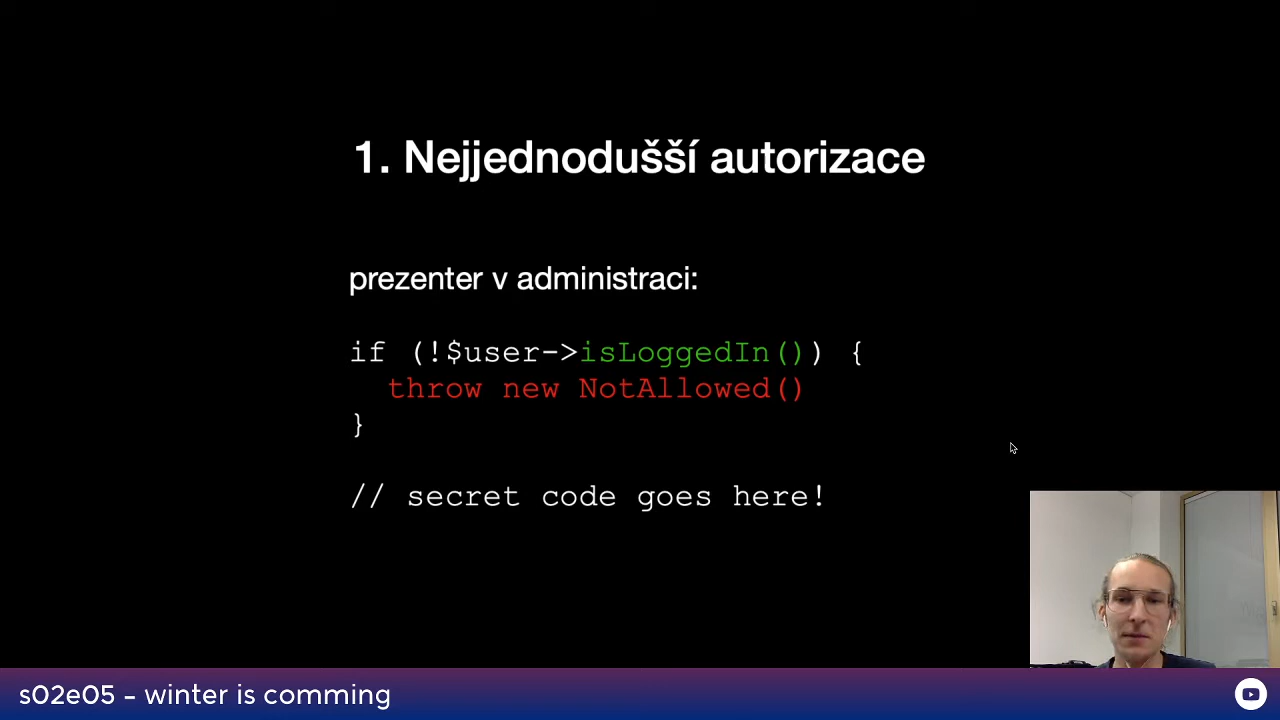 1. Nejjednodušší autorizace
prezenter v administraci:
if (!$user->isLoggedIn()) {
throw new NotAllowed()
}
// secret code goes here!
s02e05 - winter is comming